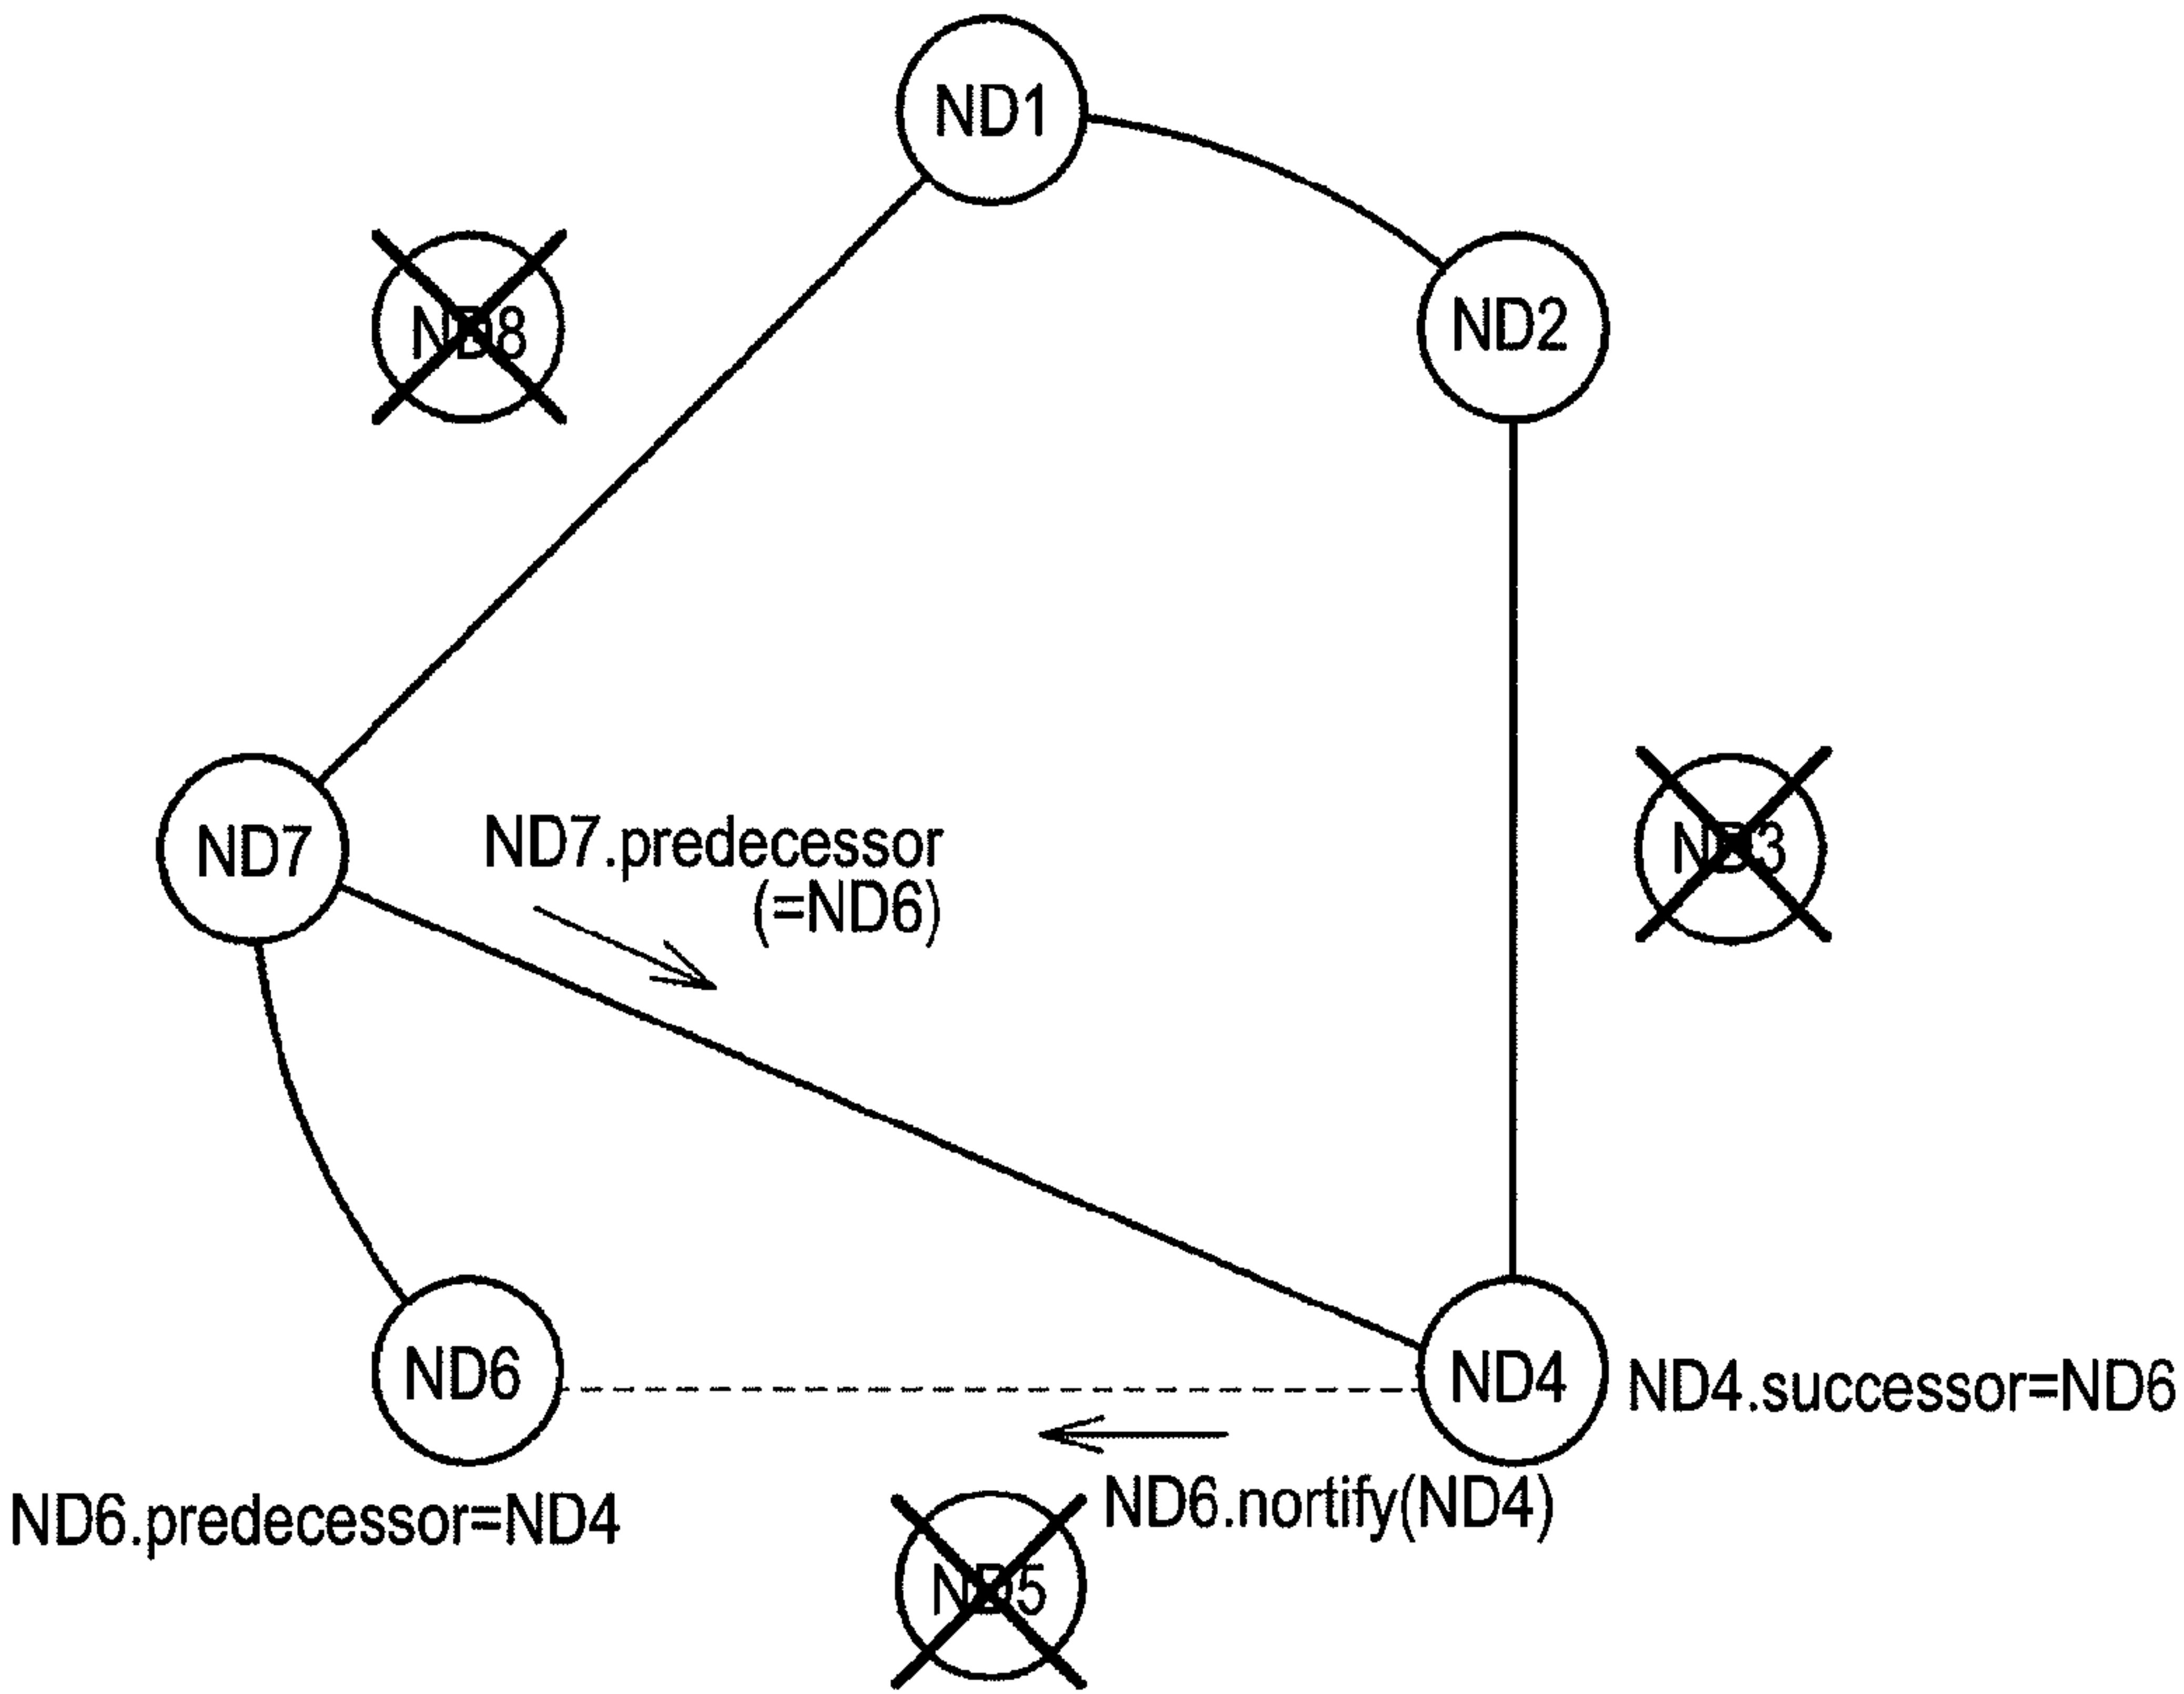 ND1
ND8
ND2
ND7
ND7.predecessor
(=ND6)
ND3
ND6
ND4
ND4.successor=ND6
ND6.predecessor=ND4
ND6.nortify(ND4)
ND5